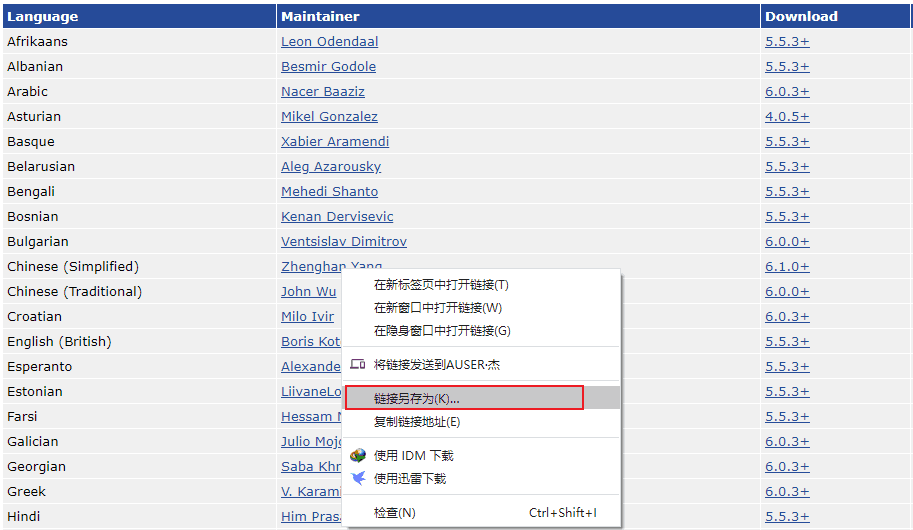 Language Maintainer Download
Afrikaans Leon Odendaal 5.5.3+
Albanian Besmir Godole 5.5.3+
Arabic Nacer Baaziz 6.0.3+
Asturian Mikel Gonzalez 4.0.5+
Basque Xabier Aramendi 5.5.3+
Belarusian Aleg Azarousky 5.5.3+
Bengali Mehedi Shanto 5.5.3+
Bosnian Kenan Dervisevic 5.5.3+
Bulgarian Ventsislav Dimitrov 6.0.0+
Chinese (Simplified) Zhenghan Yang 6.1.0+
Chinese (Traditional) John Wu 6.0.0+
Croatian Milo Ivir 6.0.3+
English (British) Boris Kot 5.5.3+
Esperanto Alexande 5.5.3+
Estonian LiivaneLo 5.5.3+
Farsi Hessam 5.5.3+
Galician Julio Mojo 6.0.3+
Georgian Saba Khr 6.0.3+
Greek V. Karami 6.0.3+
Hindi Him Pras 5.5.3+
在新标签页中打开链接(T)
在新窗口中打开链接(W)
在隐身窗口中打开链接(G)
将链接发送到AUSER·杰
链接另存为(K)...
复制链接地址(E)
使用 IDM 下载
使用迅雷下载
检查(N) Ctrl+Shift+I